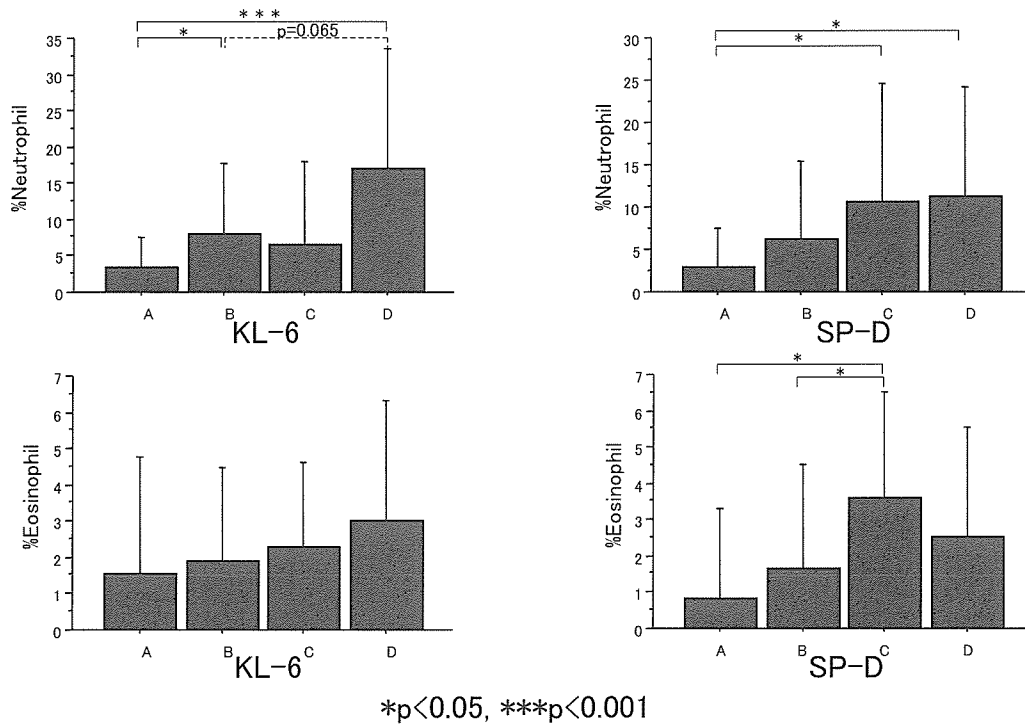 ***
*
p=0.065
35
30
25
20
15
10
5
0
%Neutrophil
A
B
C
D
KL-6
*
*
30
25
20
15
10
5
0
%Neutrophil
A
B
C
D
SP-D
7
6
5
4
3
2
1
0
%Eosinophil
A
B
C
D
KL-6
*
*
7
6
5
4
3
2
1
0
%Eosinophil
A
B
C
D
SP-D
*p<0.05, ***p<0.001